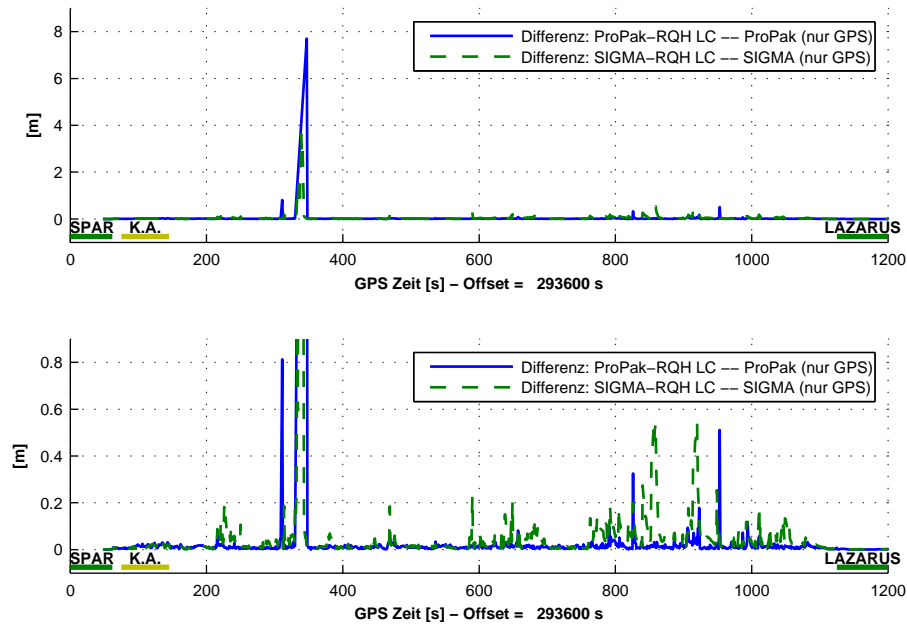 8
6
4
2
0
[m]
Differenz: ProPak−RQH LC −− ProPak (nur GPS)
Differenz: SIGMA−RQH LC −− SIGMA (nur GPS)
SPAR K.A. LAZARUS
0 200 400 600 800 1000 1200
GPS Zeit [s] − Offset = 293600 s
0.8
0.6
0.4
0.2
0
[m]
Differenz: ProPak−RQH LC −− ProPak (nur GPS)
Differenz: SIGMA−RQH LC −− SIGMA (nur GPS)
SPAR K.A. LAZARUS
0 200 400 600 800 1000 1200
GPS Zeit [s] − Offset = 293600 s